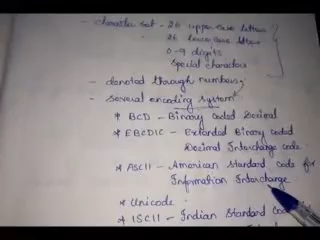 - character set - 26 upper case letters
26 lower case letters
0-9 digits
Special characters
- denoted through numbers
- several encoding system
* BCD - Binary Coded Decimal
* EBCDIC - Extended Binary coded
Decimal Interchange code
* ASCII - American Standard Code for
Information Interchange
* Unicode
* ISCII - Indian Standard Code